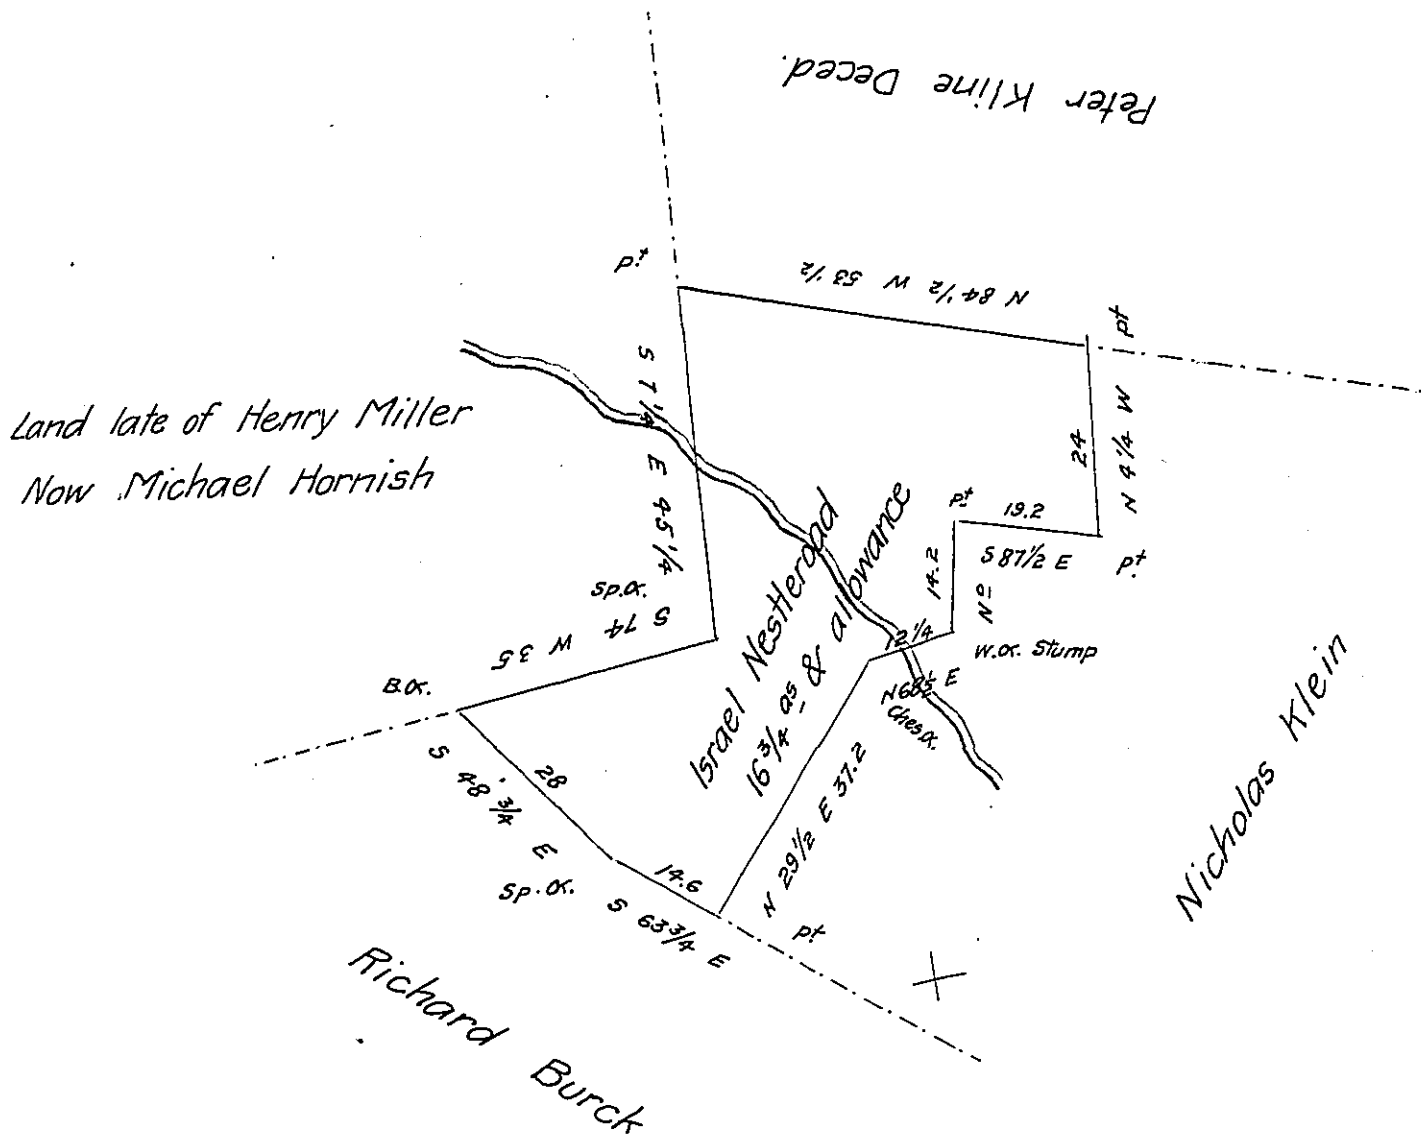 Peter Kline Deced.
Pt
N 84 1/2 W 53 1/2
pt
S 7 1/4 E 45 1/4
24
N 4 1/4 W
Land late of Henry Miller
Now Michael Hornish
Pt
19.2
S 87 1/2 E
Pt
14.2
No
Sp.o.
S 74 W 35
B.o.
12 1/4
W.o. Stump
N 68 1/2 E
Ches.o.
Israel Nestleroad
16 3/4 as & allowance
N 29 1/2 E 37.2
S 48 3/4 E
28
Sp.o.
14.6
S 63 3/4 E
pt
Nicholas Klein
Richard Burck